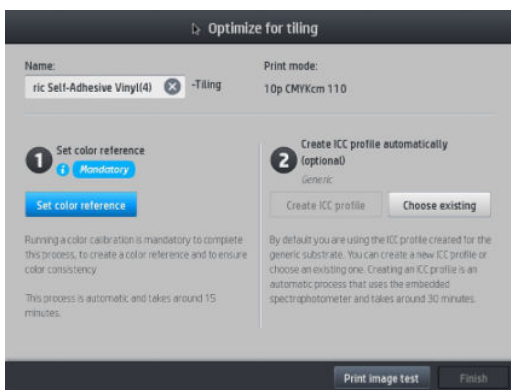 Optimize for tiling
Name:
ric Self-Adhesive Vinyl(4)
-Tiling
Print mode:
10p CMYKcm 110
1
Set color reference
i Mandatory
Set color reference
Running a color calibration is mandatory to complete
this process, to create a color reference and to ensure
color consistency.
This process is automatic and takes around 15
minutes.
2
Create ICC profile automatically
(optional)
Generic
Create ICC profile
Choose existing
By default you are using the ICC profile created for the
generic substrate. You can create a new ICC profile or
choose an existing one. Creating an ICC profile is an
automatic process that uses the embedded
spectrophotometer and takes around 30 minutes.
Print image test
Finish